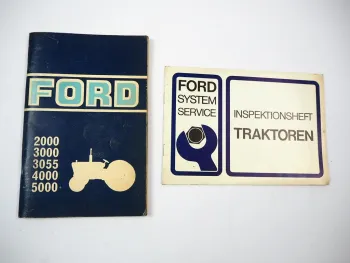 FORD
2000
3000
3055
4000
5000
FORD
SYSTEM
SERVICE
INSPEKTIONSHEFT
TRAKTOREN